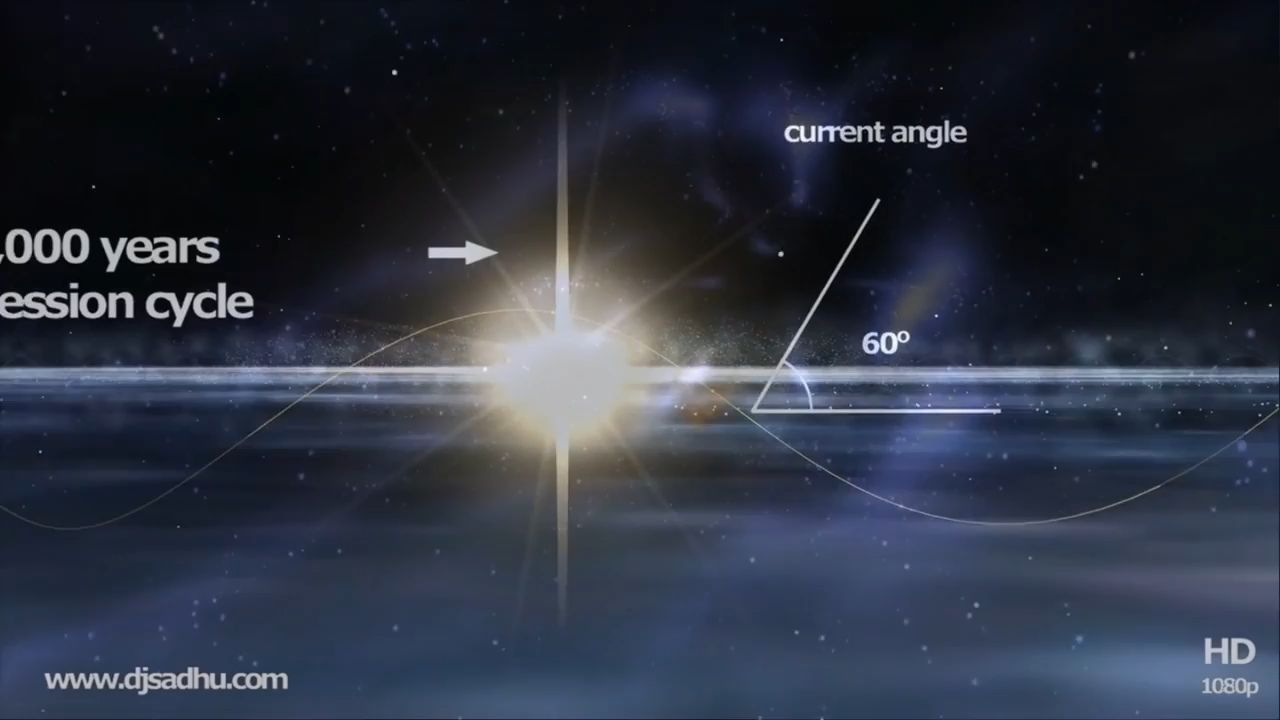 current angle
,000 years
ession cycle
60º
www.djsadhu.com
HD
1080p